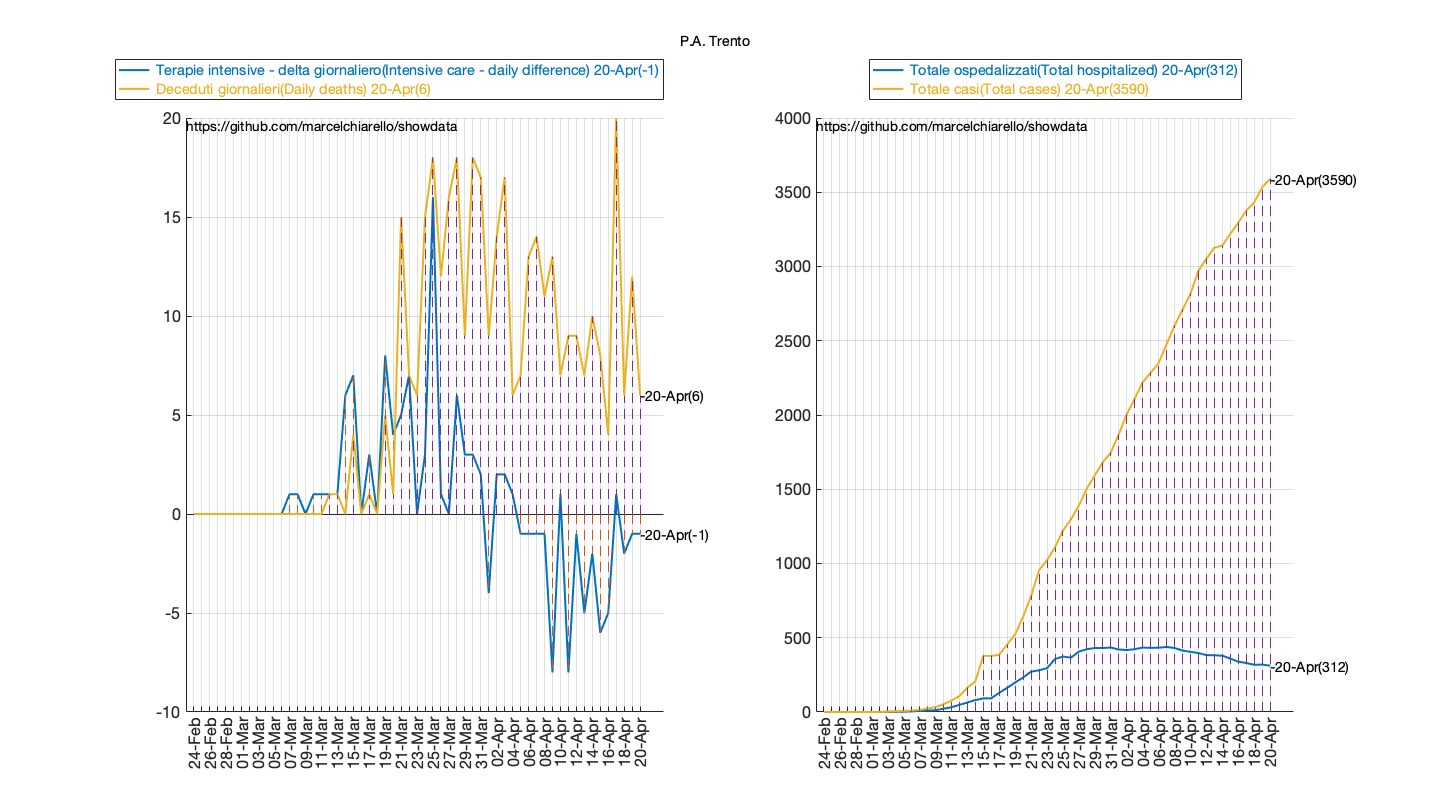 P.A. Trento
Terapie intensive - delta giornaliero(Intensive care - daily difference) 20-Apr(-1)
Deceduti giornalieri(Daily deaths) 20-Apr(6)
https://github.com/marcelchiarello/showdata
20
15
10
5
0
-5
-10
-20-Apr(6)
-20-Apr(-1)
24-Feb
26-Feb
28-Feb
01-Mar
03-Mar
05-Mar
07-Mar
09-Mar
11-Mar
13-Mar
15-Mar
17-Mar
19-Mar
21-Mar
23-Mar
25-Mar
27-Mar
29-Mar
31-Mar
02-Apr
04-Apr
06-Apr
08-Apr
10-Apr
12-Apr
14-Apr
16-Apr
18-Apr
20-Apr
Totale ospedalizzati(Total hospitalized) 20-Apr(312)
Totale casi(Total cases) 20-Apr(3590)
https://github.com/marcelchiarello/showdata
4000
3500
3000
2500
2000
1500
1000
500
0
-20-Apr(3590)
-20-Apr(312)
24-Feb
26-Feb
28-Feb
01-Mar
03-Mar
05-Mar
07-Mar
09-Mar
11-Mar
13-Mar
15-Mar
17-Mar
19-Mar
21-Mar
23-Mar
25-Mar
27-Mar
29-Mar
31-Mar
02-Apr
04-Apr
06-Apr
08-Apr
10-Apr
12-Apr
14-Apr
16-Apr
18-Apr
20-Apr